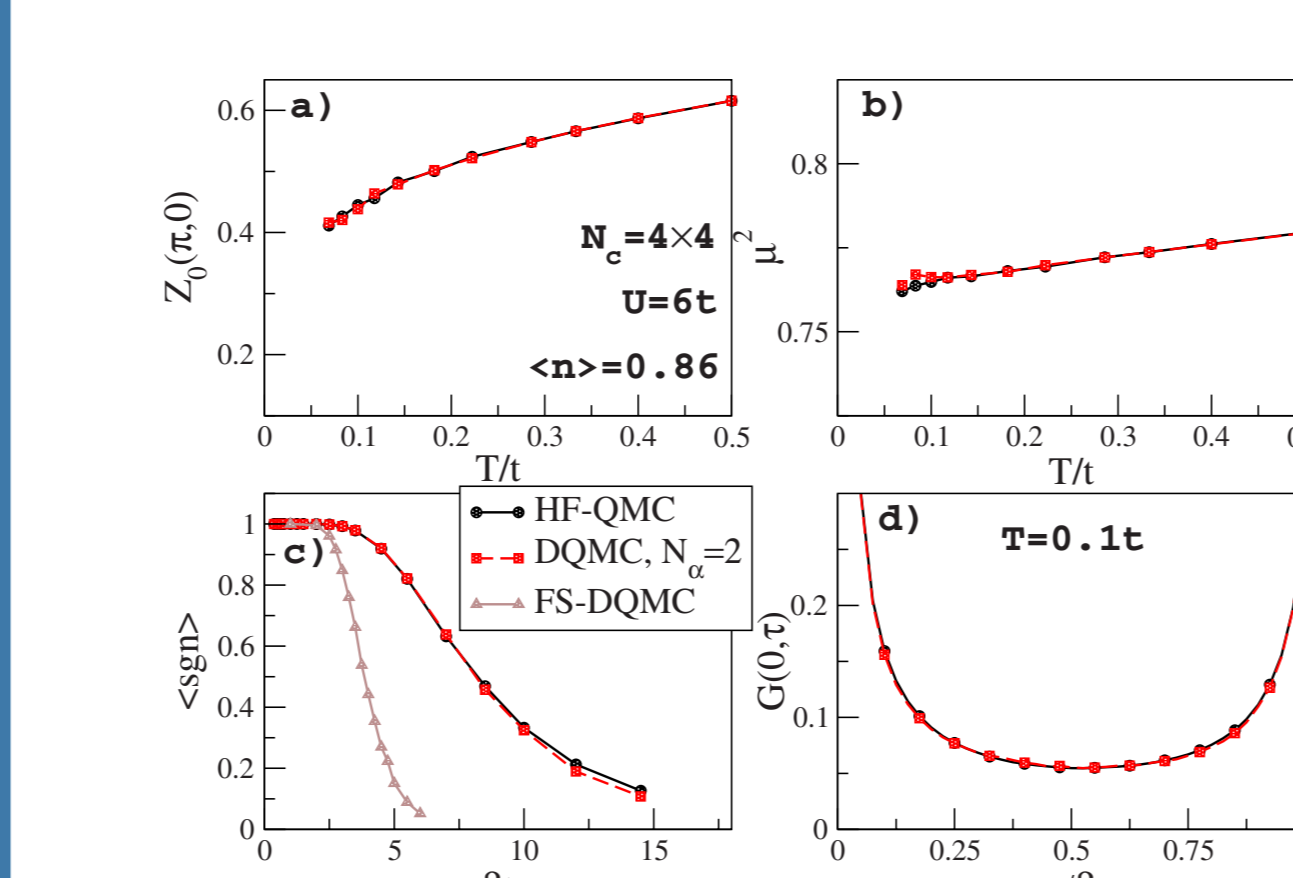 a)
0.6
0.4
0.2
Z₀(π,0)
N_c=4×4
U=6t
<n>=0.86
0 0.1 0.2 0.3 0.4 0.5
T/t
b)
0.8
0.75
μ²
0 0.1 0.2 0.3 0.4
T/t
c)
1
0.8
0.6
0.4
0.2
0
<sgn>
HF-QMC
DQMC, N_α=2
FS-DQMC
0 5 10 15
d)
T=0.1t
0.2
0.1
0
G(0,τ)
0 0.25 0.5 0.75